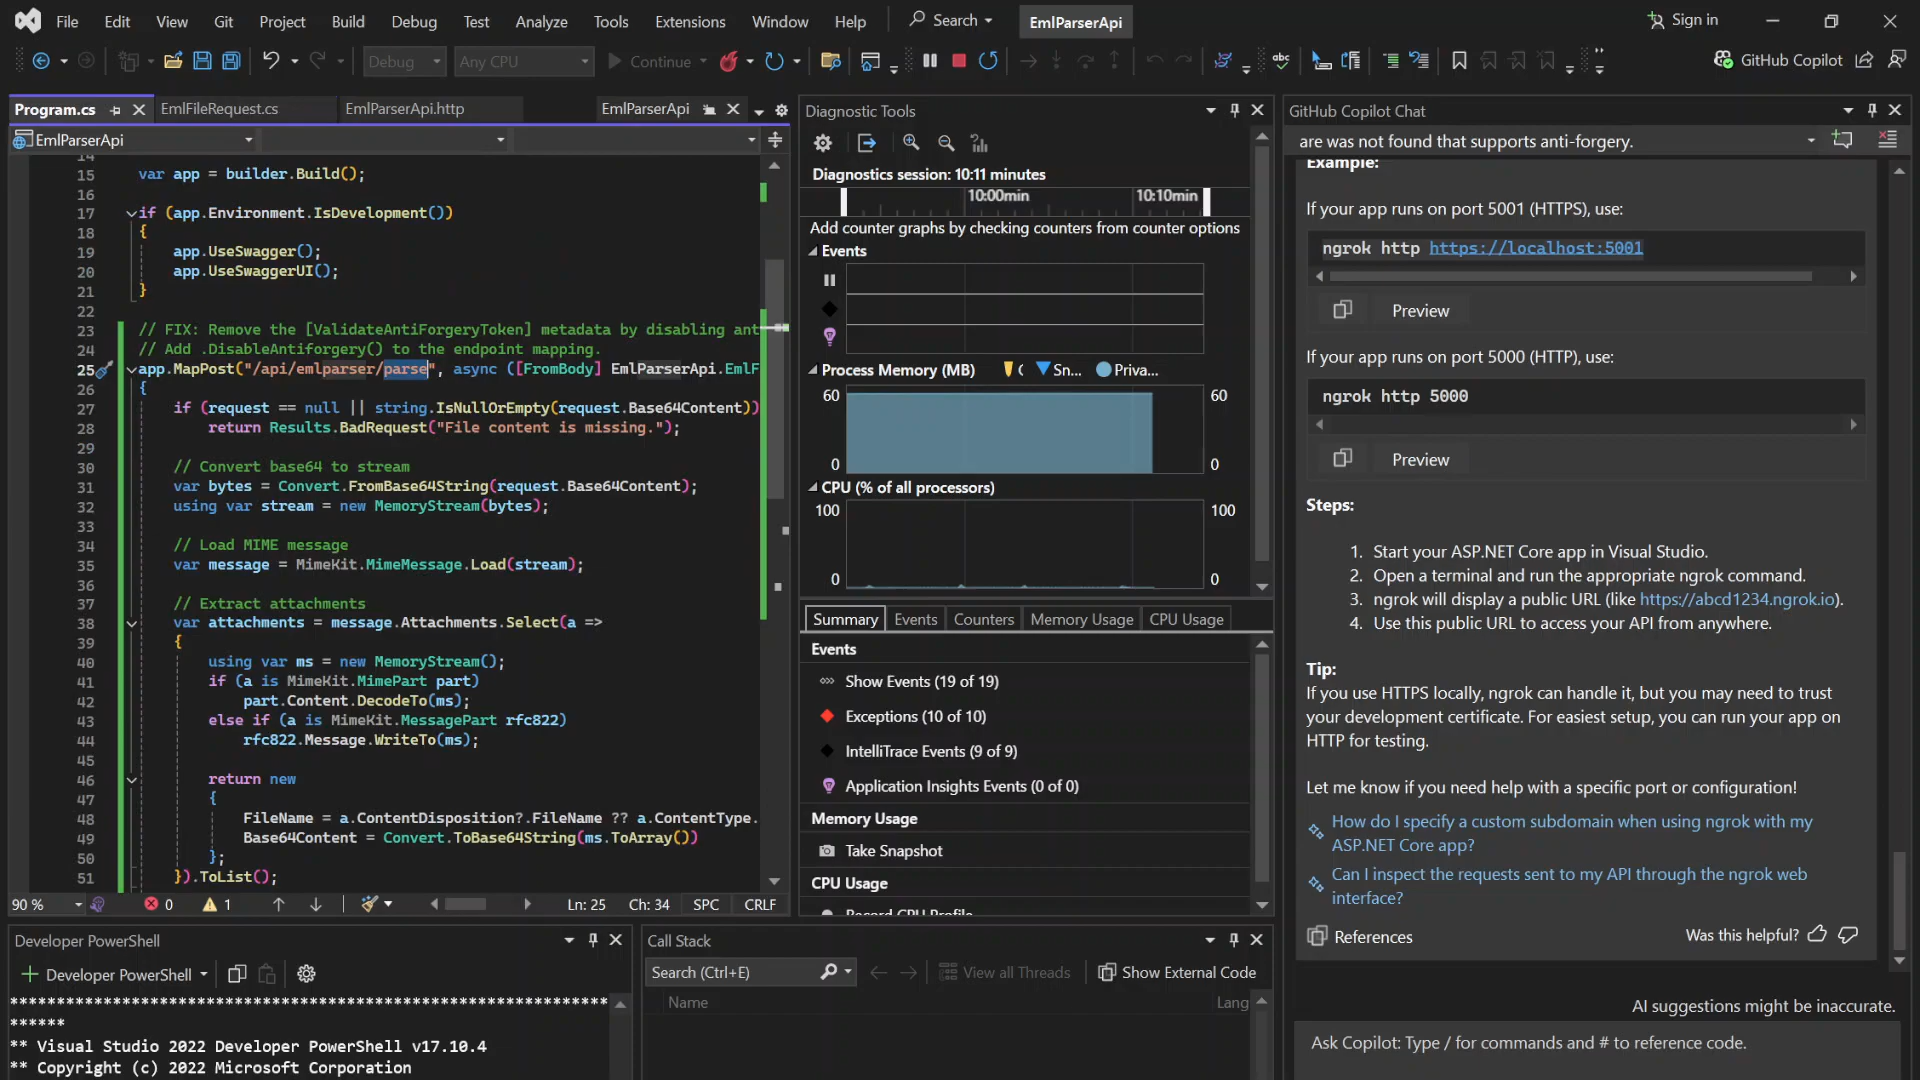 File Edit View Git Project Build Debug Test Analyze Tools Extensions Window Help Search EmlParserApi Sign in
Debug Any CPU Continue GitHub Copilot
Program.cs EmlFileRequest.cs EmlParserApi.http EmlParserApi
EmlParserApi
14
15 var app = builder.Build();
16
17 if (app.Environment.IsDevelopment())
18 {
19 app.UseSwagger();
20 app.UseSwaggerUI();
21 }
22
23 // FIX: Remove the [ValidateAntiForgeryToken] metadata by disabling ant
24 // Add .DisableAntiforgery() to the endpoint mapping.
25 app.MapPost("/api/emlparser/parse", async ([FromBody] EmlParserApi.EmlF
26 {
27 if (request == null || string.IsNullOrEmpty(request.Base64Content))
28 return Results.BadRequest("File content is missing.");
29
30 // Convert base64 to stream
31 var bytes = Convert.FromBase64String(request.Base64Content);
32 using var stream = new MemoryStream(bytes);
33
34 // Load MIME message
35 var message = MimeKit.MimeMessage.Load(stream);
36
37 // Extract attachments
38 var attachments = message.Attachments.Select(a =>
39 {
40 using var ms = new MemoryStream();
41 if (a is MimeKit.MimePart part)
42 part.Content.DecodeTo(ms);
43 else if (a is MimeKit.MessagePart rfc822)
44 rfc822.Message.WriteTo(ms);
45
46 return new
47 {
48 FileName = a.ContentDisposition?.FileName ?? a.ContentType.
49 Base64Content = Convert.ToBase64String(ms.ToArray())
50 };
51 }).ToList();
90 % 0 1 Ln: 25 Ch: 34 SPC CRLF
Diagnostic Tools
Diagnostics session: 10:11 minutes
10:00min 10:10min
Add counter graphs by checking counters from counter options
Events
Process Memory (MB) Sn... Priva...
60 60
0 0
CPU (% of all processors)
100 100
0 0
Summary Events Counters Memory Usage CPU Usage
Events
Show Events (19 of 19)
Exceptions (10 of 10)
IntelliTrace Events (9 of 9)
Application Insights Events (0 of 0)
Memory Usage
Take Snapshot
CPU Usage
Record CPU Profile
GitHub Copilot Chat
are was not found that supports anti-forgery.
Example:
If your app runs on port 5001 (HTTPS), use:
ngrok http https://localhost:5001
Preview
If your app runs on port 5000 (HTTP), use:
ngrok http 5000
Preview
Steps:
1. Start your ASP.NET Core app in Visual Studio.
2. Open a terminal and run the appropriate ngrok command.
3. ngrok will display a public URL (like https://abcd1234.ngrok.io).
4. Use this public URL to access your API from anywhere.
Tip:
If you use HTTPS locally, ngrok can handle it, but you may need to trust
your development certificate. For easiest setup, you can run your app on
HTTP for testing.
Let me know if you need help with a specific port or configuration!
How do I specify a custom subdomain when using ngrok with my
ASP.NET Core app?
Can I inspect the requests sent to my API through the ngrok web
interface?
References Was this helpful?
AI suggestions might be inaccurate.
Ask Copilot: Type / for commands and # to reference code.
Developer PowerShell
Developer PowerShell
*********************************************************************
******
** Visual Studio 2022 Developer PowerShell v17.10.4
** Copyright (c) 2022 Microsoft Corporation
Call Stack
Search (Ctrl+E) View all Threads Show External Code
Name Lang